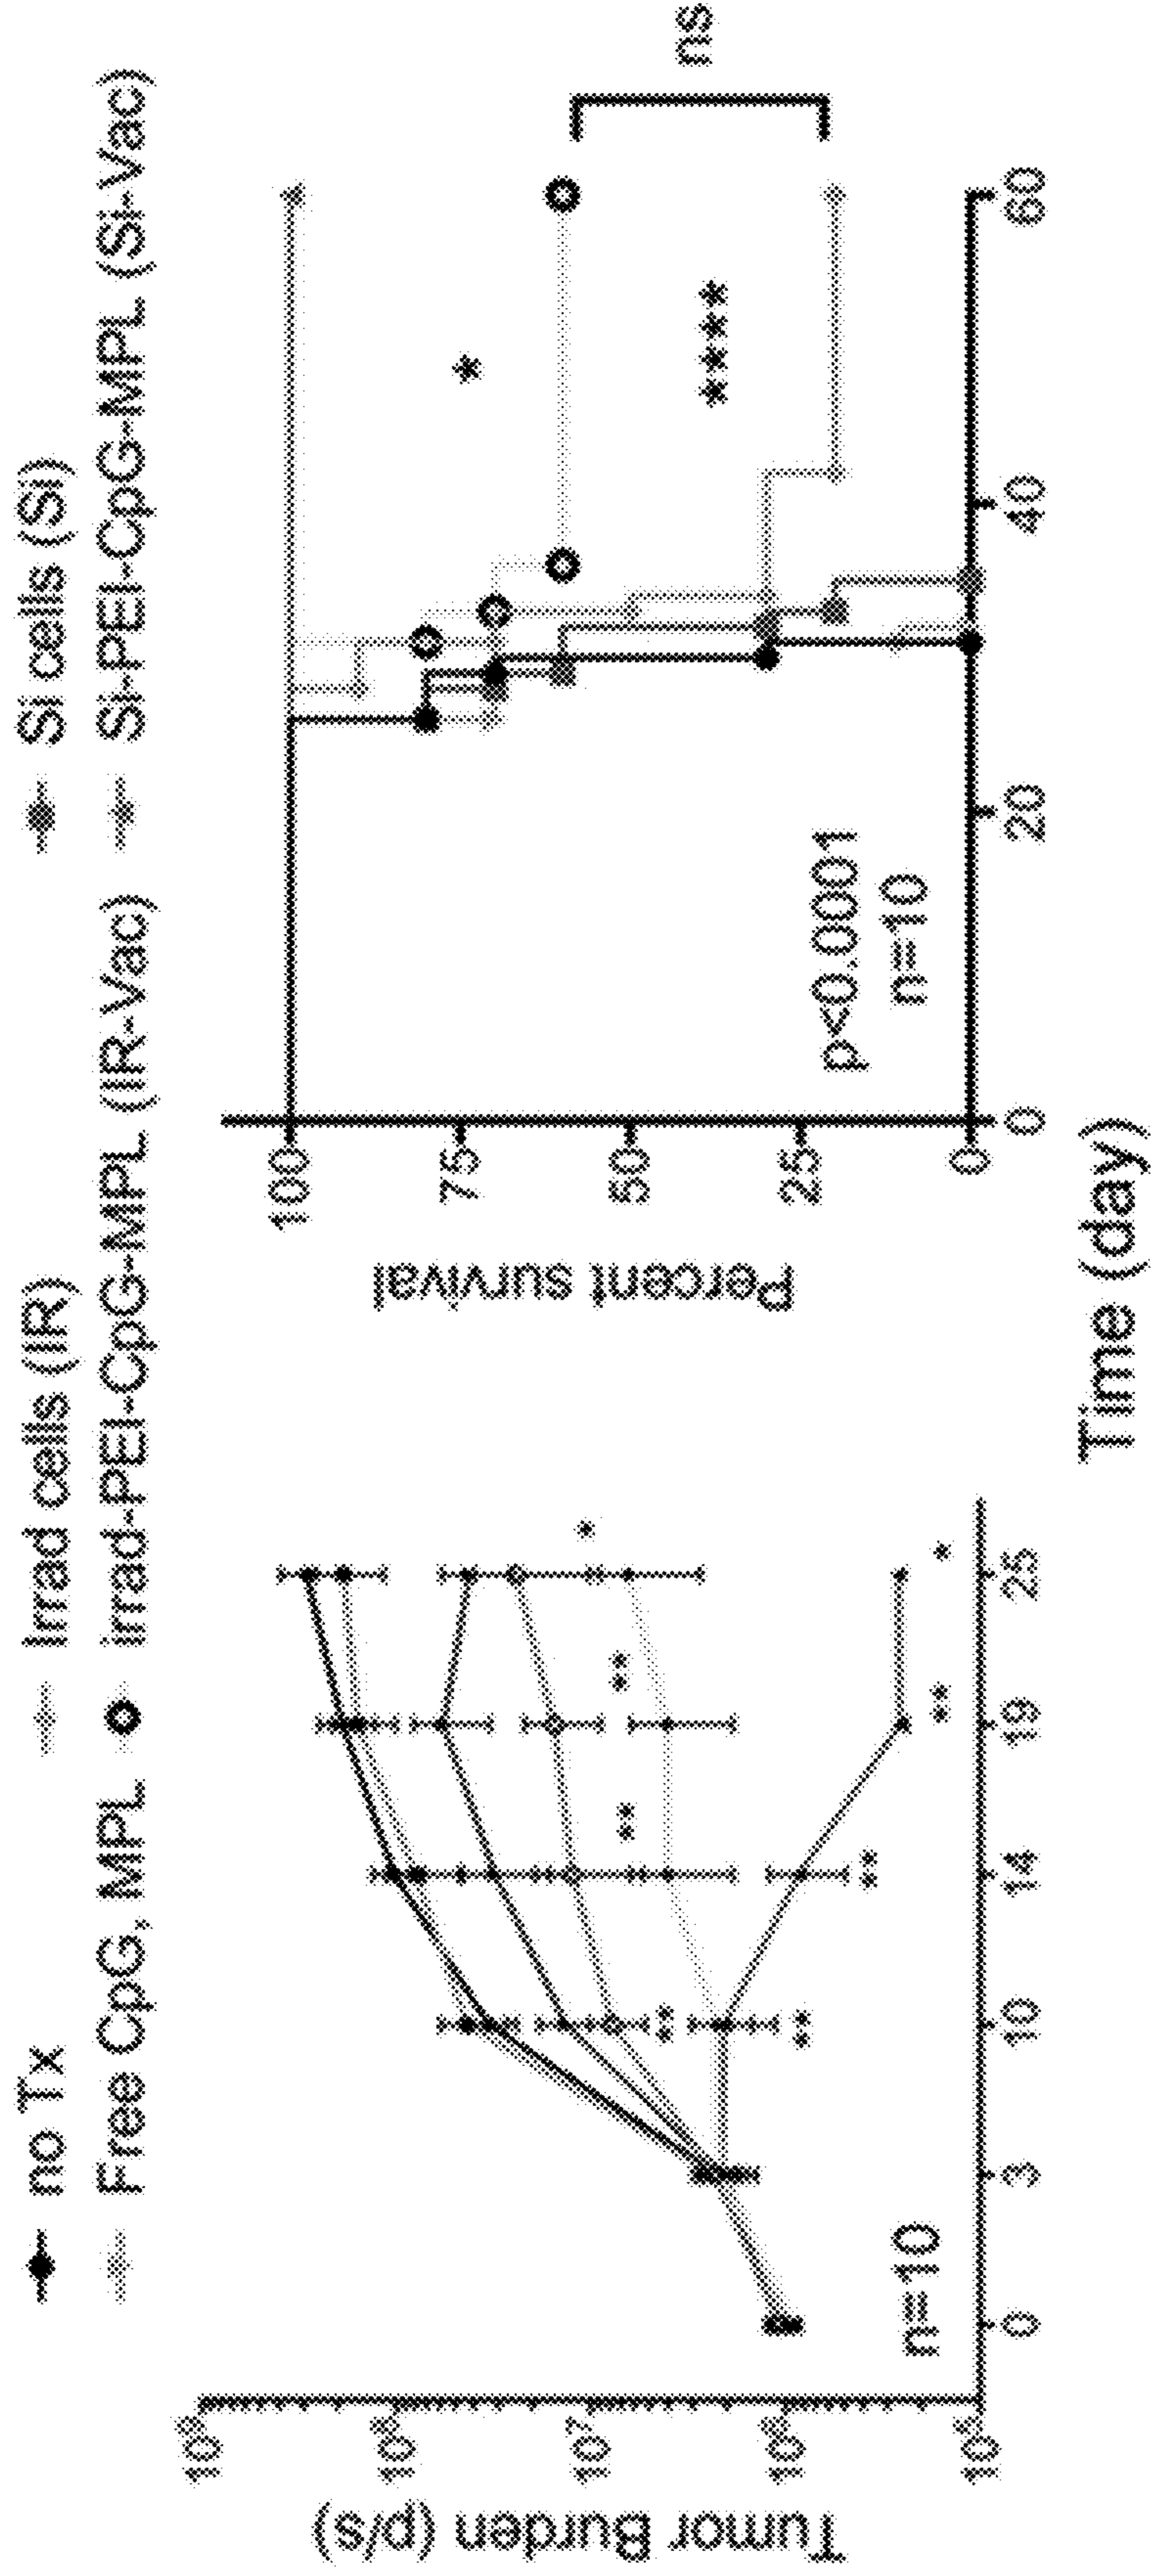 no Tx Irrad cells (IR) Si cells (Si)
Free CpG, MPL irrad-PEI-CpG-MPL (IR-Vac) Si-PEI-CpG-MPL (Si-Vac)
Tumor Burden (p/s)
10⁹
10⁸
10⁷
10⁶
10⁵
** ** *
** ** ** *
**
n=10
0 3 10 14 19 25
Percent survival
100
75
50
25
0
*
****
ns
p<0.0001
n=10
0 20 40 60
Time (day)